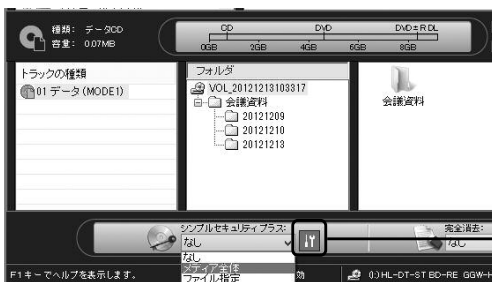 種類: データCD
容量: 0.07MB
CD DVD DVD±R DL
0GB 2GB 4GB 6GB 8GB
トラックの種類
01 データ(MODE1)
フォルダ
VOL_20121213103317
会議資料
20121209
20121210
20121213
会議資料
シンプルセキュリティプラス:
なし
なし
メディア全体
ファイル指定
完全消去:
なし
F1キーでヘルプを表示します。
効
HL-DT-ST BD-RE GGW-H